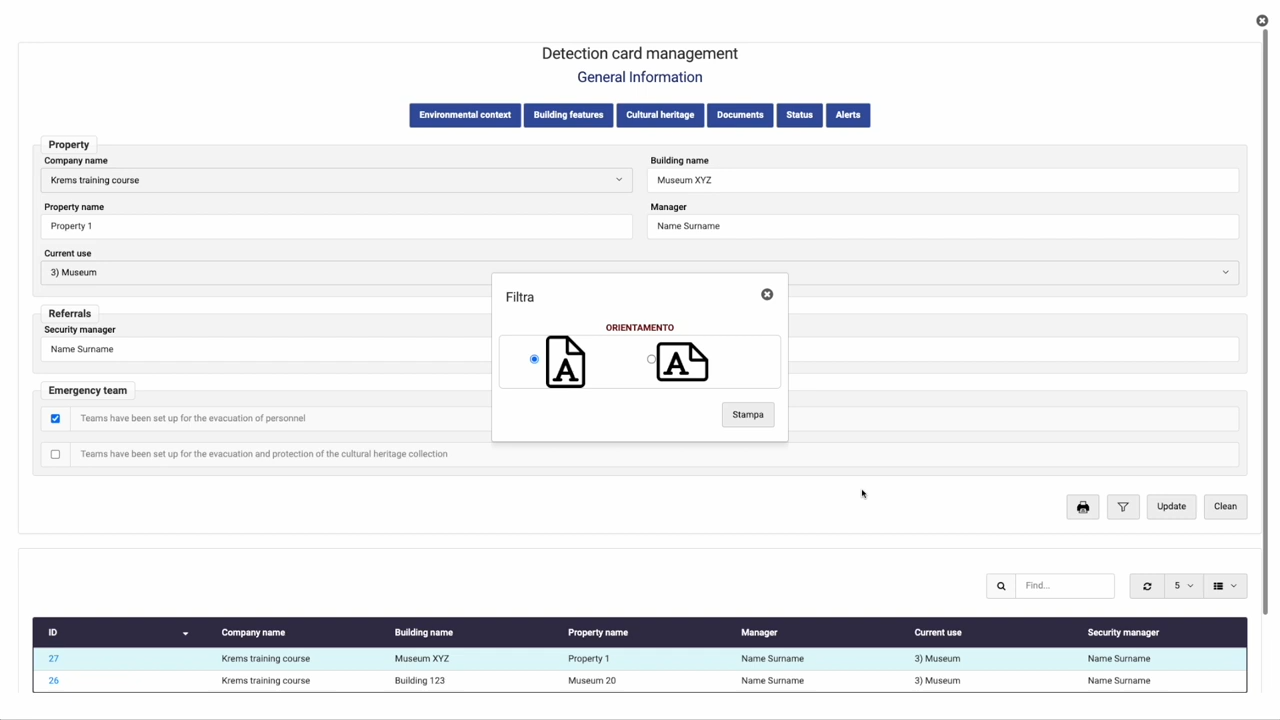 Detection card management
General Information
Environmental context Building features Cultural heritage Documents Status Alerts
Property
Company name Building name
Krems training course Museum XYZ
Property name Manager
Property 1 Name Surname
Current use
3) Museum
Filtra
ORIENTAMENTO
A A
Stampa
Referrals
Security manager
Name Surname
Emergency team
Teams have been set up for the evacuation of personnel
Teams have been set up for the evacuation and protection of the cultural heritage collection
Update Clean
Find... 5
ID Company name Building name Property name Manager Current use Security manager
27 Krems training course Museum XYZ Property 1 Name Surname 3) Museum Name Surname
26 Krems training course Building 123 Museum 20 Name Surname 3) Museum Name Surname